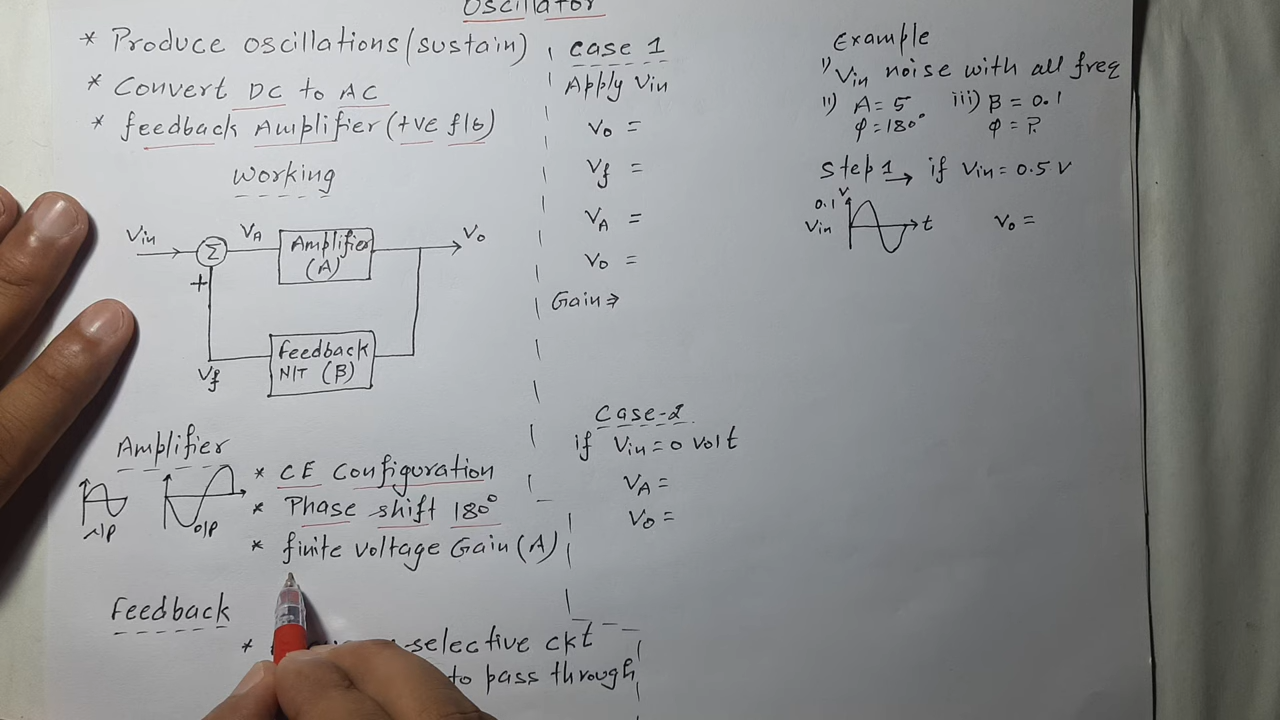 Oscillator
* Produce oscillations (sustain)
* Convert DC to AC
* feedback Amplifier (+ve f/b)
Working
Vin
Σ
VA
Amplifier
(A)
Vo
+
Vf
feedback
N/T (β)
Amplifier
i/p
o/p
* CE Configuration
* Phase shift 180°
* finite voltage Gain (A)
Feedback
* selective ckt
to pass through
Case 1
Apply Vin
Vo =
Vf =
VA =
Vo =
Gain ⇒
Case-2
if Vin = 0 volt
VA =
Vo =
Example
i) Vin noise with all freq
ii) A = 5 iii) β = 0.1
φ = 180° φ = ?
Step 1 → if Vin = 0.5 V
0.1
V
Vin
t
Vo =